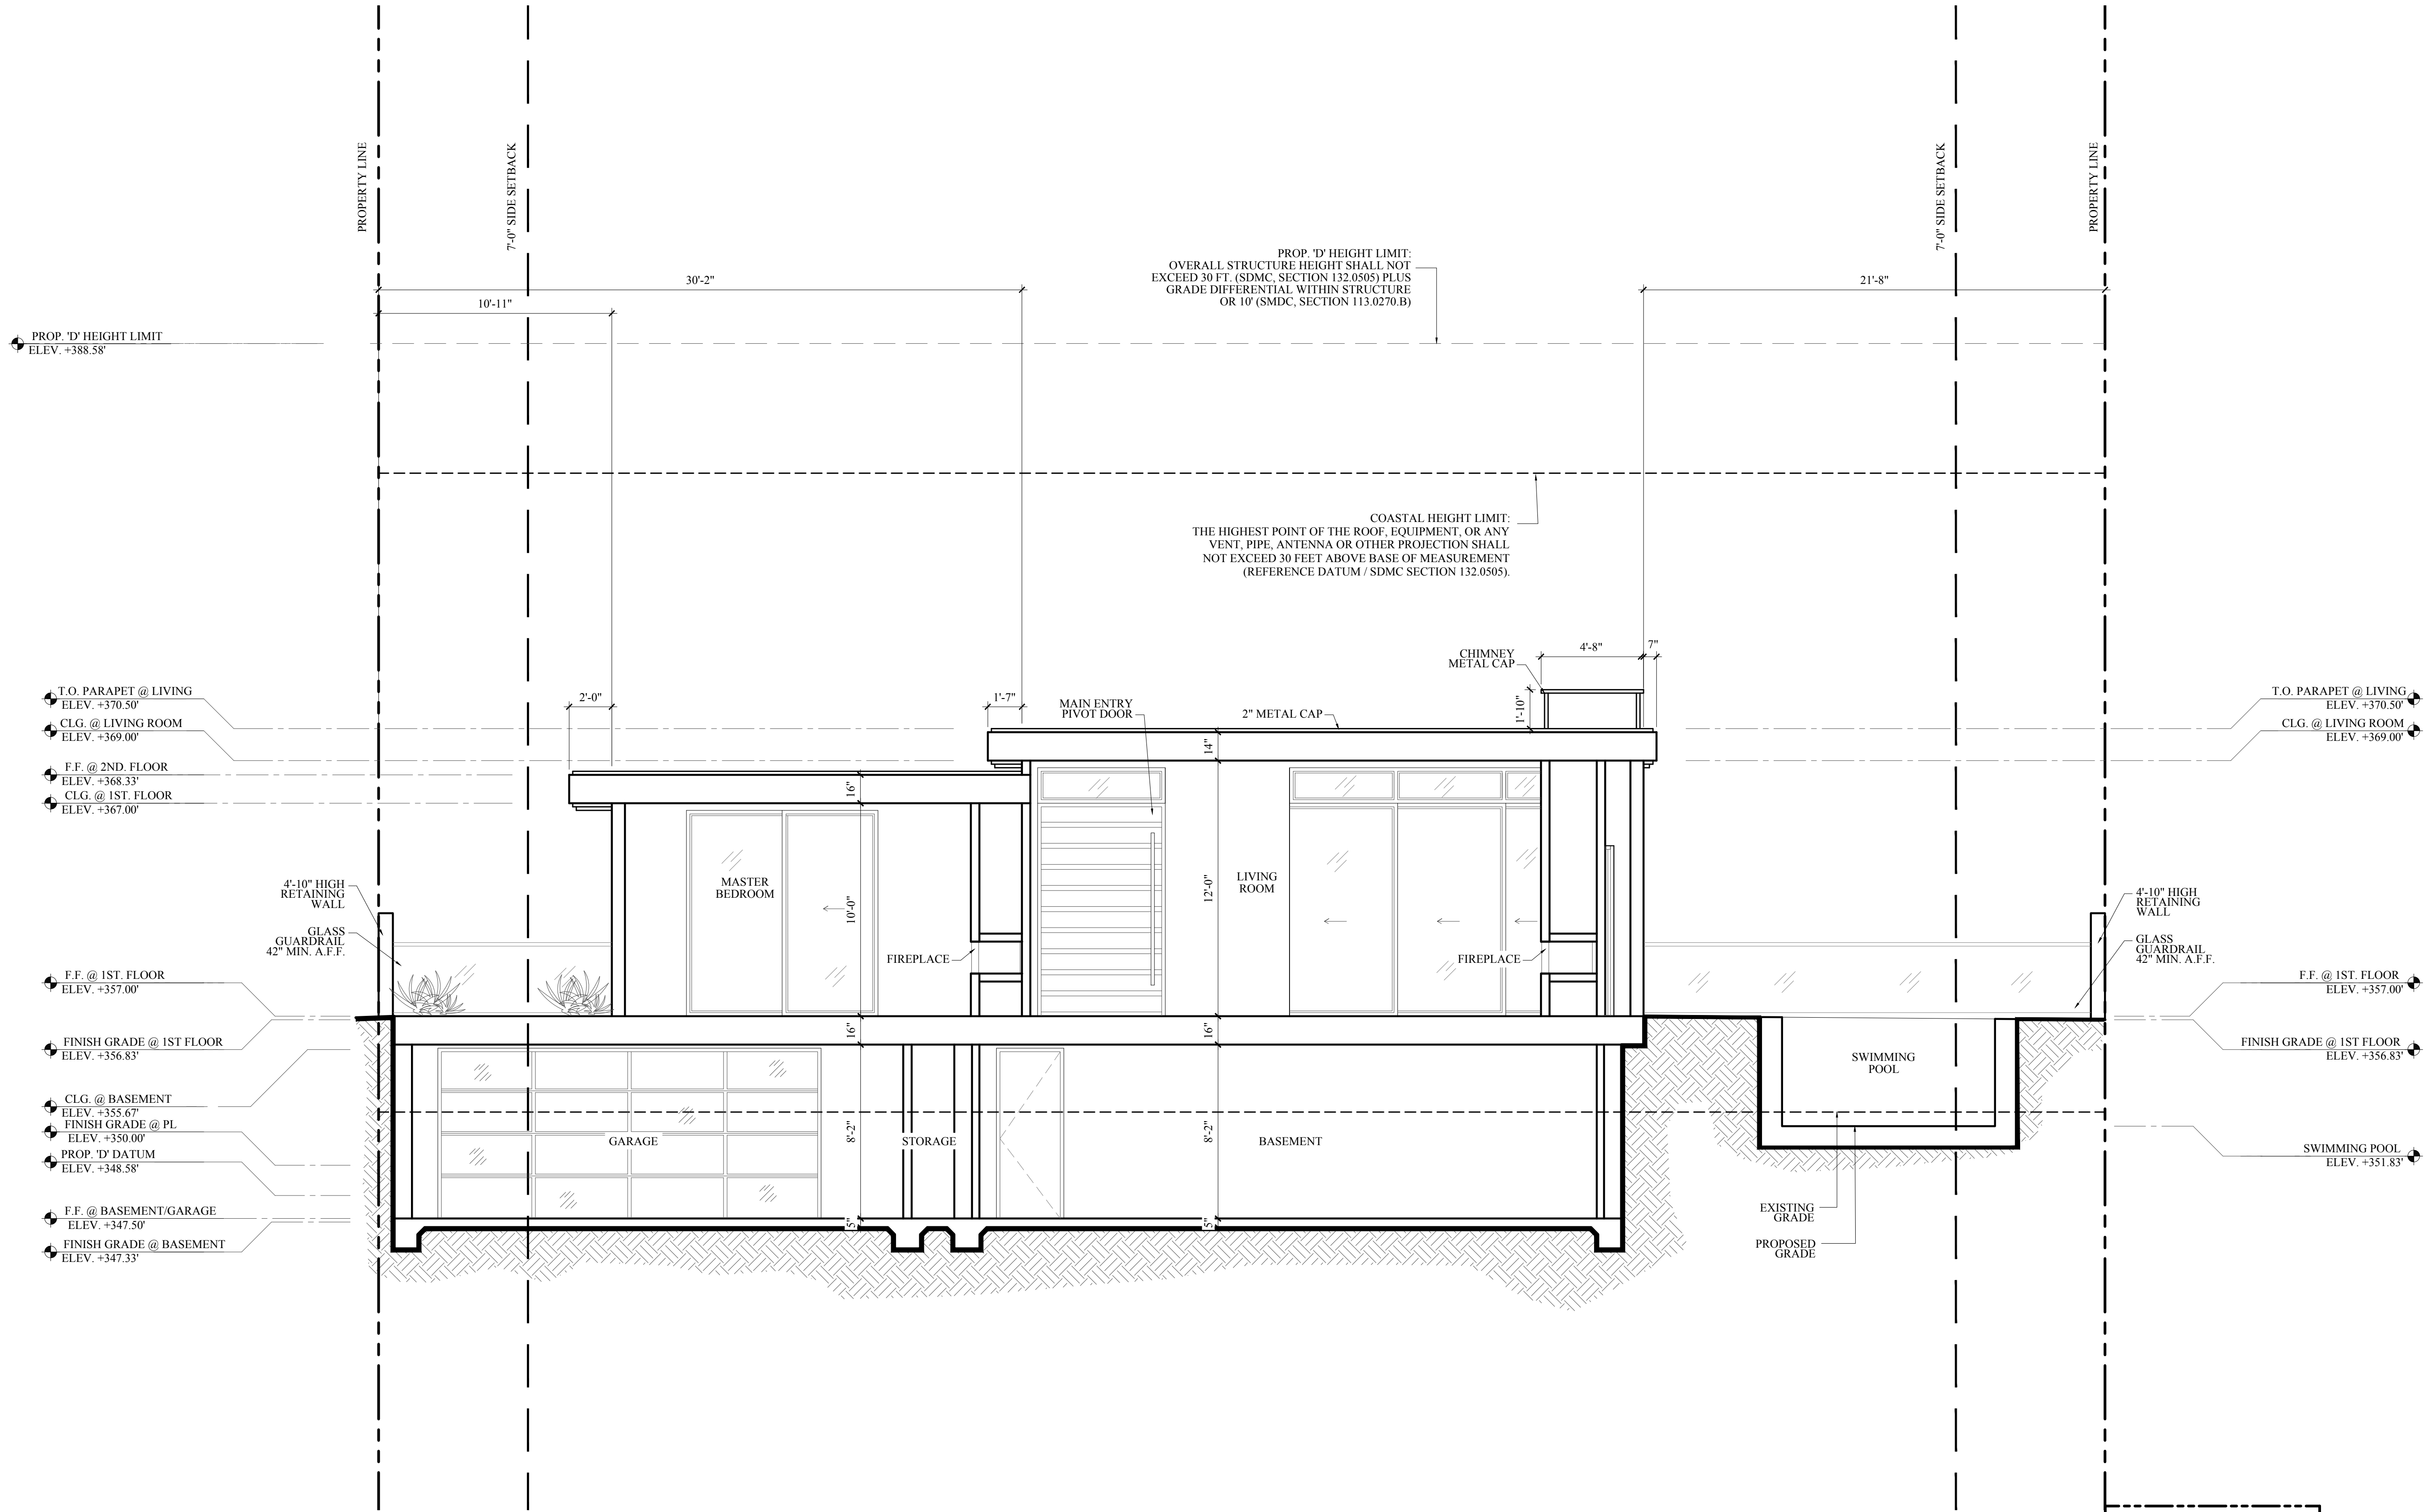 PROPERTY LINE
7'-0" SIDE SETBACK
7'-0" SIDE SETBACK
PROPERTY LINE
PROP. 'D' HEIGHT LIMIT:
OVERALL STRUCTURE HEIGHT SHALL NOT
EXCEED 30 FT. (SDMC, SECTION 132.0505) PLUS
GRADE DIFFERENTIAL WITHIN STRUCTURE
OR 10' (SMDC, SECTION 113.0270.B)
30'-2"
21'-8"
10'-11"
PROP. 'D' HEIGHT LIMIT
ELEV. +388.58'
COASTAL HEIGHT LIMIT:
THE HIGHEST POINT OF THE ROOF, EQUIPMENT, OR ANY
VENT, PIPE, ANTENNA OR OTHER PROJECTION SHALL
NOT EXCEED 30 FEET ABOVE BASE OF MEASUREMENT
(REFERENCE DATUM / SDMC SECTION 132.0505).
CHIMNEY
METAL CAP
4'-8"
7"
1'-10"
2'-0"
1'-7"
MAIN ENTRY
PIVOT DOOR
2" METAL CAP
T.O. PARAPET @ LIVING
ELEV. +370.50'
CLG. @ LIVING ROOM
ELEV. +369.00'
F.F. @ 2ND. FLOOR
ELEV. +368.33'
CLG. @ 1ST. FLOOR
ELEV. +367.00'
T.O. PARAPET @ LIVING
ELEV. +370.50'
CLG. @ LIVING ROOM
ELEV. +369.00'
14"
16"
4'-10" HIGH
RETAINING
WALL
GLASS
GUARDRAIL
42" MIN. A.F.F.
MASTER
BEDROOM
10'-0"
FIREPLACE
12'-0"
LIVING
ROOM
FIREPLACE
4'-10" HIGH
RETAINING
WALL
GLASS
GUARDRAIL
42" MIN. A.F.F.
F.F. @ 1ST. FLOOR
ELEV. +357.00'
FINISH GRADE @ 1ST FLOOR
ELEV. +356.83'
CLG. @ BASEMENT
ELEV. +355.67'
FINISH GRADE @ PL
ELEV. +350.00'
PROP. 'D' DATUM
ELEV. +348.58'
F.F. @ BASEMENT/GARAGE
ELEV. +347.50'
FINISH GRADE @ BASEMENT
ELEV. +347.33'
16"
16"
GARAGE
8'-2"
STORAGE
8'-2"
BASEMENT
5"
5"
SWIMMING
POOL
EXISTING
GRADE
PROPOSED
GRADE
F.F. @ 1ST. FLOOR
ELEV. +357.00'
FINISH GRADE @ 1ST FLOOR
ELEV. +356.83'
SWIMMING POOL
ELEV. +351.83'